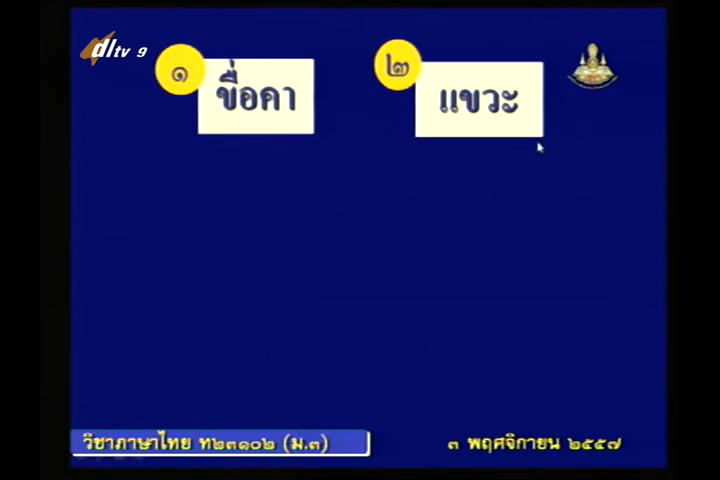 dltv 9
๑ ขื่อคา
๒ แขวะ
วิชาภาษาไทย ท๒๓๑๐๒ (ม.๓)
๓ พฤศจิกายน ๒๕๕๗